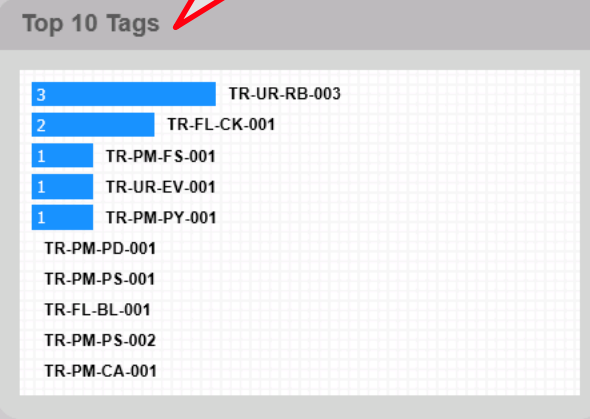 Top 10 Tags
3 TR-UR-RB-003
2 TR-FL-CK-001
1 TR-PM-FS-001
1 TR-UR-EV-001
1 TR-PM-PY-001
TR-PM-PD-001
TR-PM-PS-001
TR-FL-BL-001
TR-PM-PS-002
TR-PM-CA-001